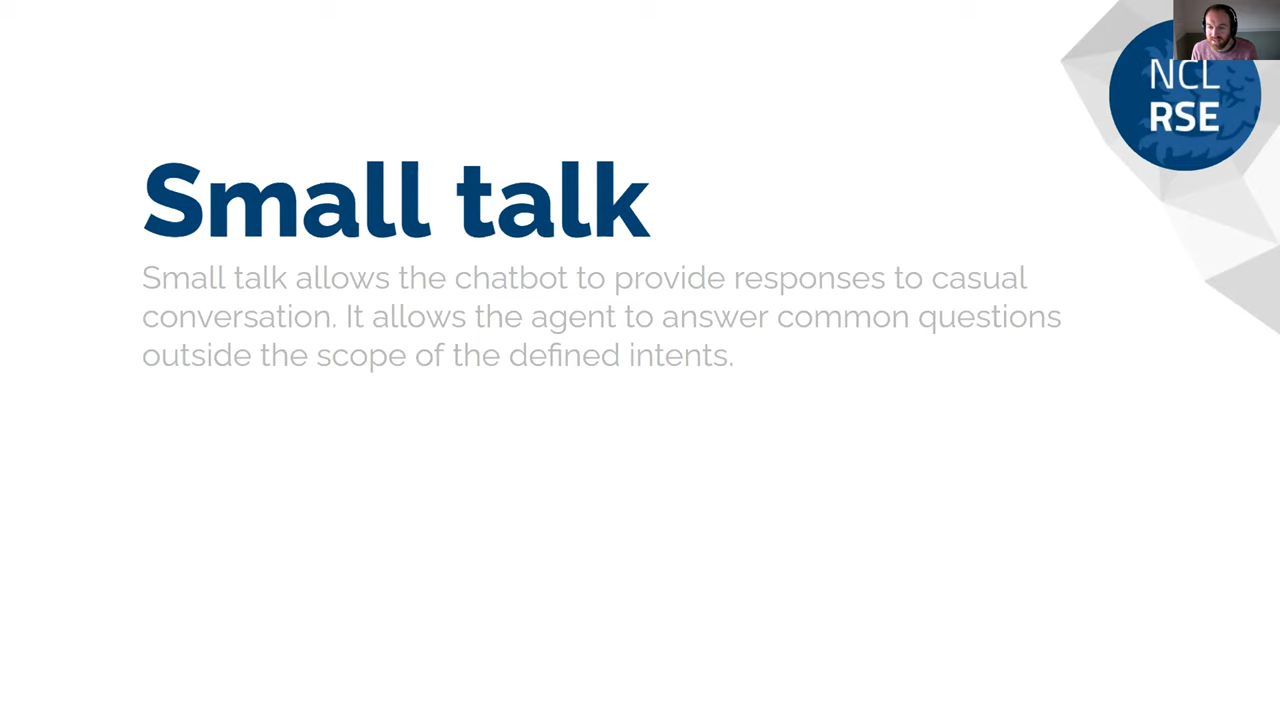 NCL
RSE
Small talk
Small talk allows the chatbot to provide responses to casual
conversation. It allows the agent to answer common questions
outside the scope of the defined intents.